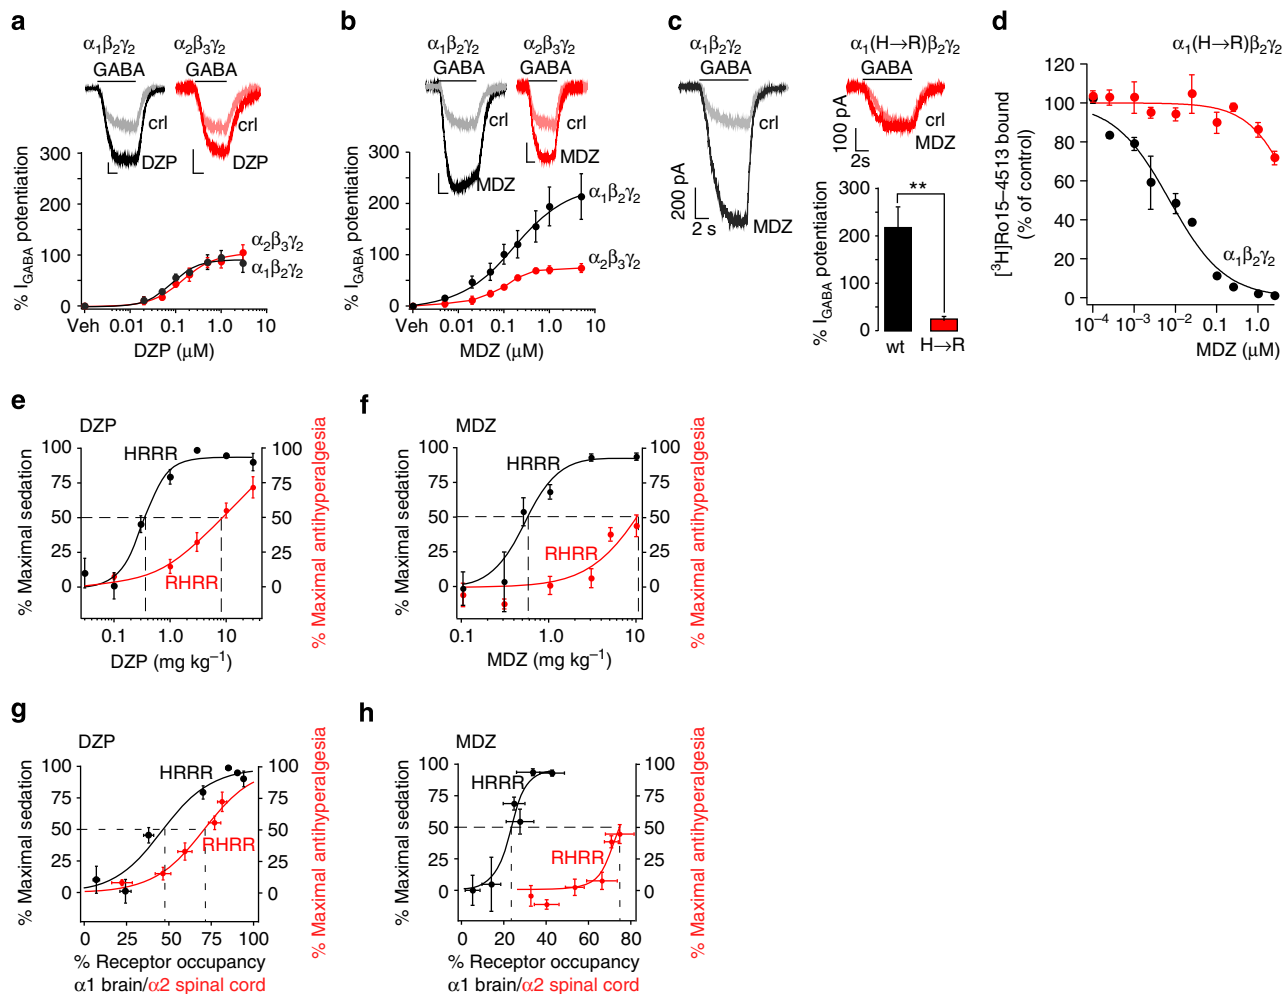 a
α1β2γ2
α2β3γ2
GABA
GABA
crl
crl
DZP
DZP
% IGABA potentiation
300
200
100
0
α2β3γ2
α1β2γ2
Veh 0.01 0.1 1.0 10
DZP (μM)
b
α1β2γ2
α2β3γ2
GABA
GABA
crl
crl
MDZ
MDZ
% IGABA potentiation
300
200
100
0
α1β2γ2
α2β3γ2
Veh 0.01 0.1 1.0 10
MDZ (μM)
c
α1β2γ2
α1(H→R)β2γ2
GABA
GABA
crl
crl
MDZ
MDZ
200 pA
2 s
100 pA
2s
% IGABA potentiation
300
200
100
0
**
wt H→R
d
α1(H→R)β2γ2
[³H]Ro15–4513 bound
(% of control)
120
100
80
60
40
20
0
α1β2γ2
10⁻⁴ 10⁻³ 10⁻² 0.1 1.0
MDZ (μM)
e
DZP
% Maximal sedation
100
75
50
25
0
HRRR
RHRR
100
75
50
25
0
% Maximal antihyperalgesia
0.1 1.0 10
DZP (mg kg⁻¹)
f
MDZ
% Maximal sedation
100
75
50
25
0
HRRR
RHRR
100
75
50
25
0
% Maximal antihyperalgesia
0.1 1.0 10
MDZ (mg kg⁻¹)
g
DZP
% Maximal sedation
100
75
50
25
0
HRRR
RHRR
100
75
50
25
0
% Maximal antihyperalgesia
0 25 50 75 100
% Receptor occupancy
α1 brain/α2 spinal cord
h
MDZ
% Maximal sedation
100
75
50
25
0
HRRR
RHRR
100
75
50
25
0
% Maximal antihyperalgesia
0 20 40 60 80
% Receptor occupancy
α1 brain/α2 spinal cord